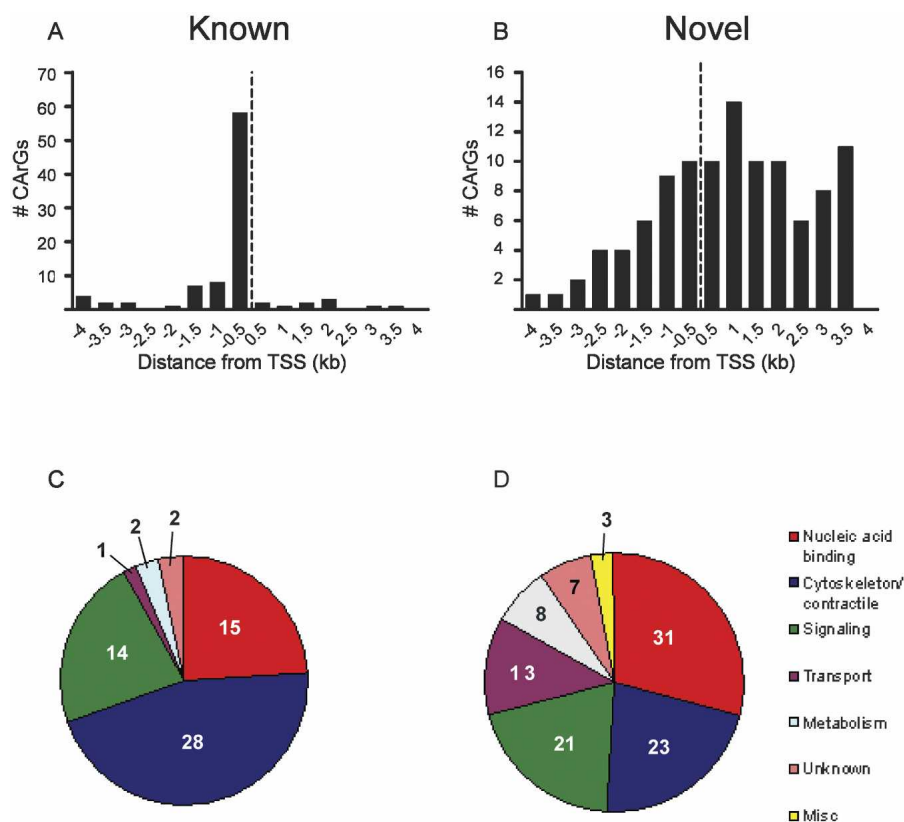 A Known
# CArGs
70
60
50
40
30
20
10
-4 -3.5 -3 -2.5 -2 -1.5 -1 -0.5 0.5 1 1.5 2 2.5 3 3.5 4
Distance from TSS (kb)
B Novel
# CArGs
16
14
12
10
8
6
4
2
-4 -3.5 -3 -2.5 -2 -1.5 -1 -0.5 0.5 1 1.5 2 2.5 3 3.5 4
Distance from TSS (kb)
C
1
2
2
15
14
28
D
3
7
8
31
13
21
23
Nucleic acid
binding
Cytoskeleton/
contractile
Signaling
Transport
Metabolism
Unknown
Misc